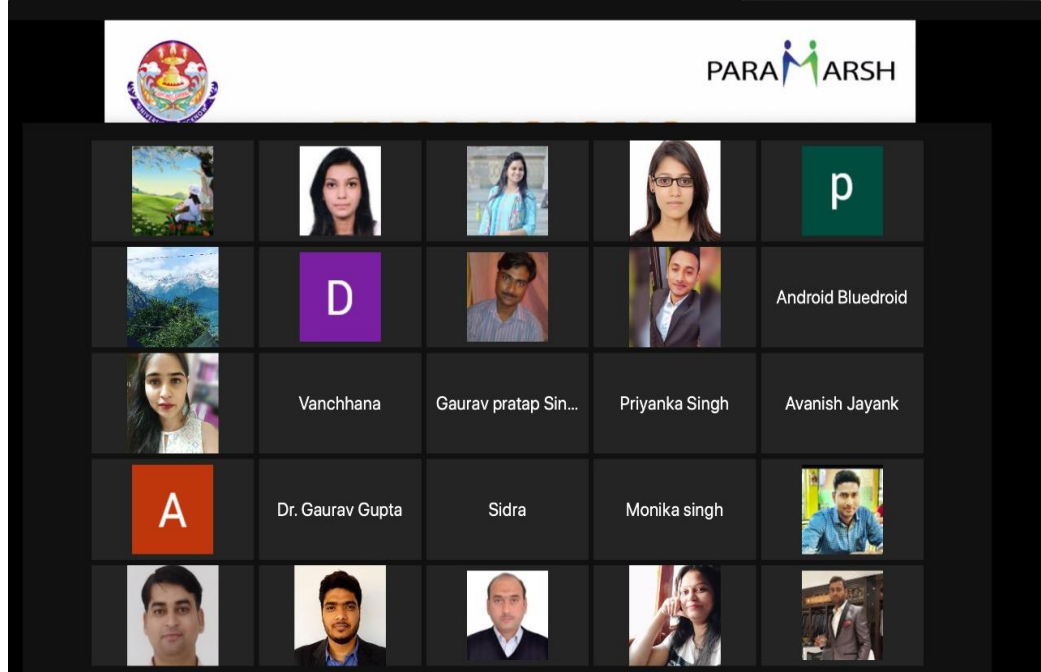 PARAMARSH
p
D
Android Bluedroid
Vanchhana
Gaurav pratap Sin...
Priyanka Singh
Avanish Jayank
A
Dr. Gaurav Gupta
Sidra
Monika singh